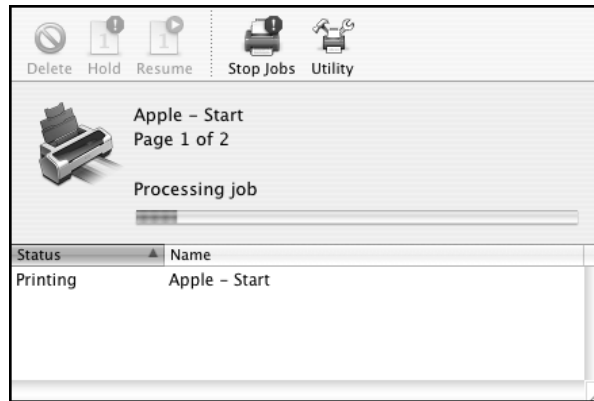 Delete Hold Resume Stop Jobs Utility
Apple – Start
Page 1 of 2
Processing job
Status Name
Printing Apple – Start